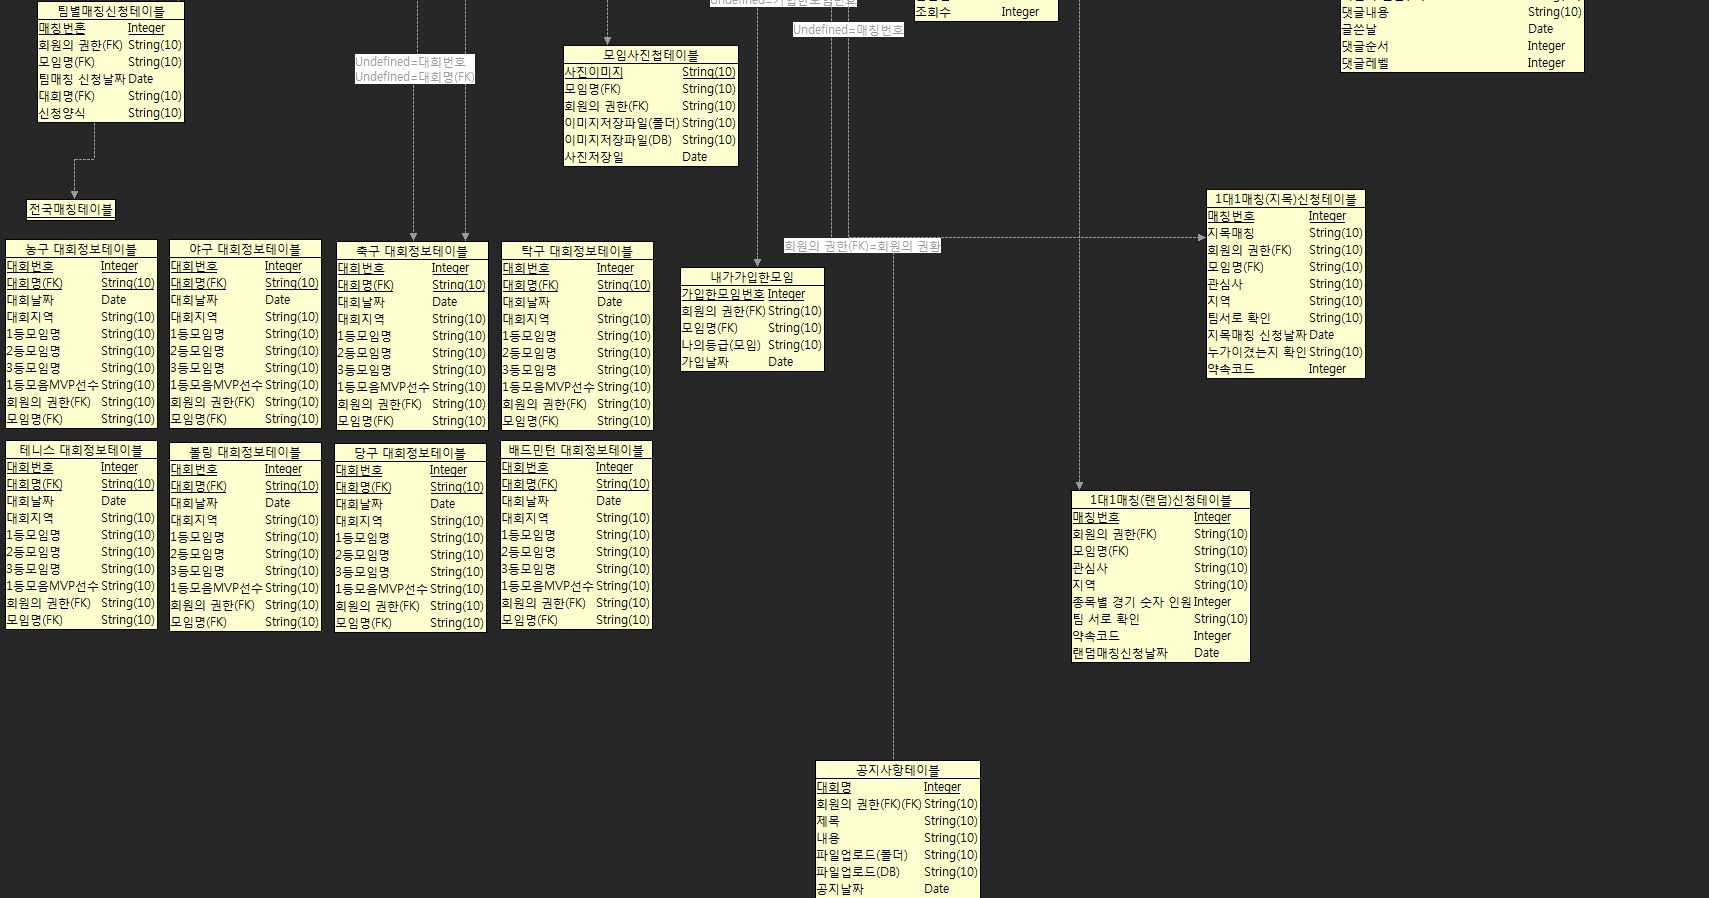 팀별매칭신청테이블
매칭번혼 Integer
회원의 권한(FK) String(10)
모임명(FK) String(10)
팀매칭 신청날짜 Date
대회명(FK) String(10)
신청양식 String(10)
전국매칭테이블
Undefined=대회번호
Undefined=대회명(FK)
모임사진첩테이블
사진이미지 String(10)
모임명(FK) String(10)
회원의 권한(FK) String(10)
이미지저장파일(폴더) String(10)
이미지저장파일(DB) String(10)
사진저장일 Date
Undefined=가입한모임번호
Undefined=매칭번호
조회수 Integer
댓글내용 String(10)
글쓴날 Date
댓글순서 Integer
댓글레벨 Integer
농구 대회정보테이블
대회번호 Integer
대회명(FK) String(10)
대회날짜 Date
대회지역 String(10)
1등모임명 String(10)
2등모임명 String(10)
3등모임명 String(10)
1등모음MVP선수 String(10)
회원의 권한(FK) String(10)
모임명(FK) String(10)
야구 대회정보테이블
대회번호 Integer
대회명(FK) String(10)
대회날짜 Date
대회지역 String(10)
1등모임명 String(10)
2등모임명 String(10)
3등모임명 String(10)
1등모음MVP선수 String(10)
회원의 권한(FK) String(10)
모임명(FK) String(10)
축구 대회정보테이블
대회번호 Integer
대회명(FK) String(10)
대회날짜 Date
대회지역 String(10)
1등모임명 String(10)
2등모임명 String(10)
3등모임명 String(10)
1등모음MVP선수 String(10)
회원의 권한(FK) String(10)
모임명(FK) String(10)
탁구 대회정보테이블
대회번호 Integer
대회명(FK) String(10)
대회날짜 Date
대회지역 String(10)
1등모임명 String(10)
2등모임명 String(10)
3등모임명 String(10)
1등모음MVP선수 String(10)
회원의 권한(FK) String(10)
모임명(FK) String(10)
내가가입한모임
가입한모임번호 Integer
회원의 권한(FK) String(10)
모임명(FK) String(10)
나의등급(모임) String(10)
가입날짜 Date
회원의 권한(FK)=회원의 권환
1대1매칭(지목)신청테이블
매칭번호 Integer
지목매칭 String(10)
회원의 권한(FK) String(10)
모임명(FK) String(10)
관심사 String(10)
지역 String(10)
팀서로 확인 String(10)
지목매칭 신청날짜 Date
누가이겼는지 확인 String(10)
약속코드 Integer
테니스 대회정보테이블
대회번호 Integer
대회명(FK) String(10)
대회날짜 Date
대회지역 String(10)
1등모임명 String(10)
2등모임명 String(10)
3등모임명 String(10)
1등모음MVP선수 String(10)
회원의 권한(FK) String(10)
모임명(FK) String(10)
볼링 대회정보테이블
대회번호 Integer
대회명(FK) String(10)
대회날짜 Date
대회지역 String(10)
1등모임명 String(10)
2등모임명 String(10)
3등모임명 String(10)
1등모음MVP선수 String(10)
회원의 권한(FK) String(10)
모임명(FK) String(10)
당구 대회정보테이블
대회번호 Integer
대회명(FK) String(10)
대회날짜 Date
대회지역 String(10)
1등모임명 String(10)
2등모임명 String(10)
3등모임명 String(10)
1등모음MVP선수 String(10)
회원의 권한(FK) String(10)
모임명(FK) String(10)
배드민턴 대회정보테이블
대회번호 Integer
대회명(FK) String(10)
대회날짜 Date
대회지역 String(10)
1등모임명 String(10)
2등모임명 String(10)
3등모임명 String(10)
1등모음MVP선수 String(10)
회원의 권한(FK) String(10)
모임명(FK) String(10)
1대1매칭(랜덤)신청테이블
매칭번호 Integer
회원의 권한(FK) String(10)
모임명(FK) String(10)
관심사 String(10)
지역 String(10)
종목별 경기 숫자 인원 Integer
팀 서로 확인 String(10)
약속코드 Integer
랜덤매칭신청날짜 Date
공지사항테이블
대회명 Integer
회원의 권한(FK)(FK) String(10)
제목 String(10)
내용 String(10)
파일업로드(폴더) String(10)
파일업로드(DB) String(10)
공지날짜 Date